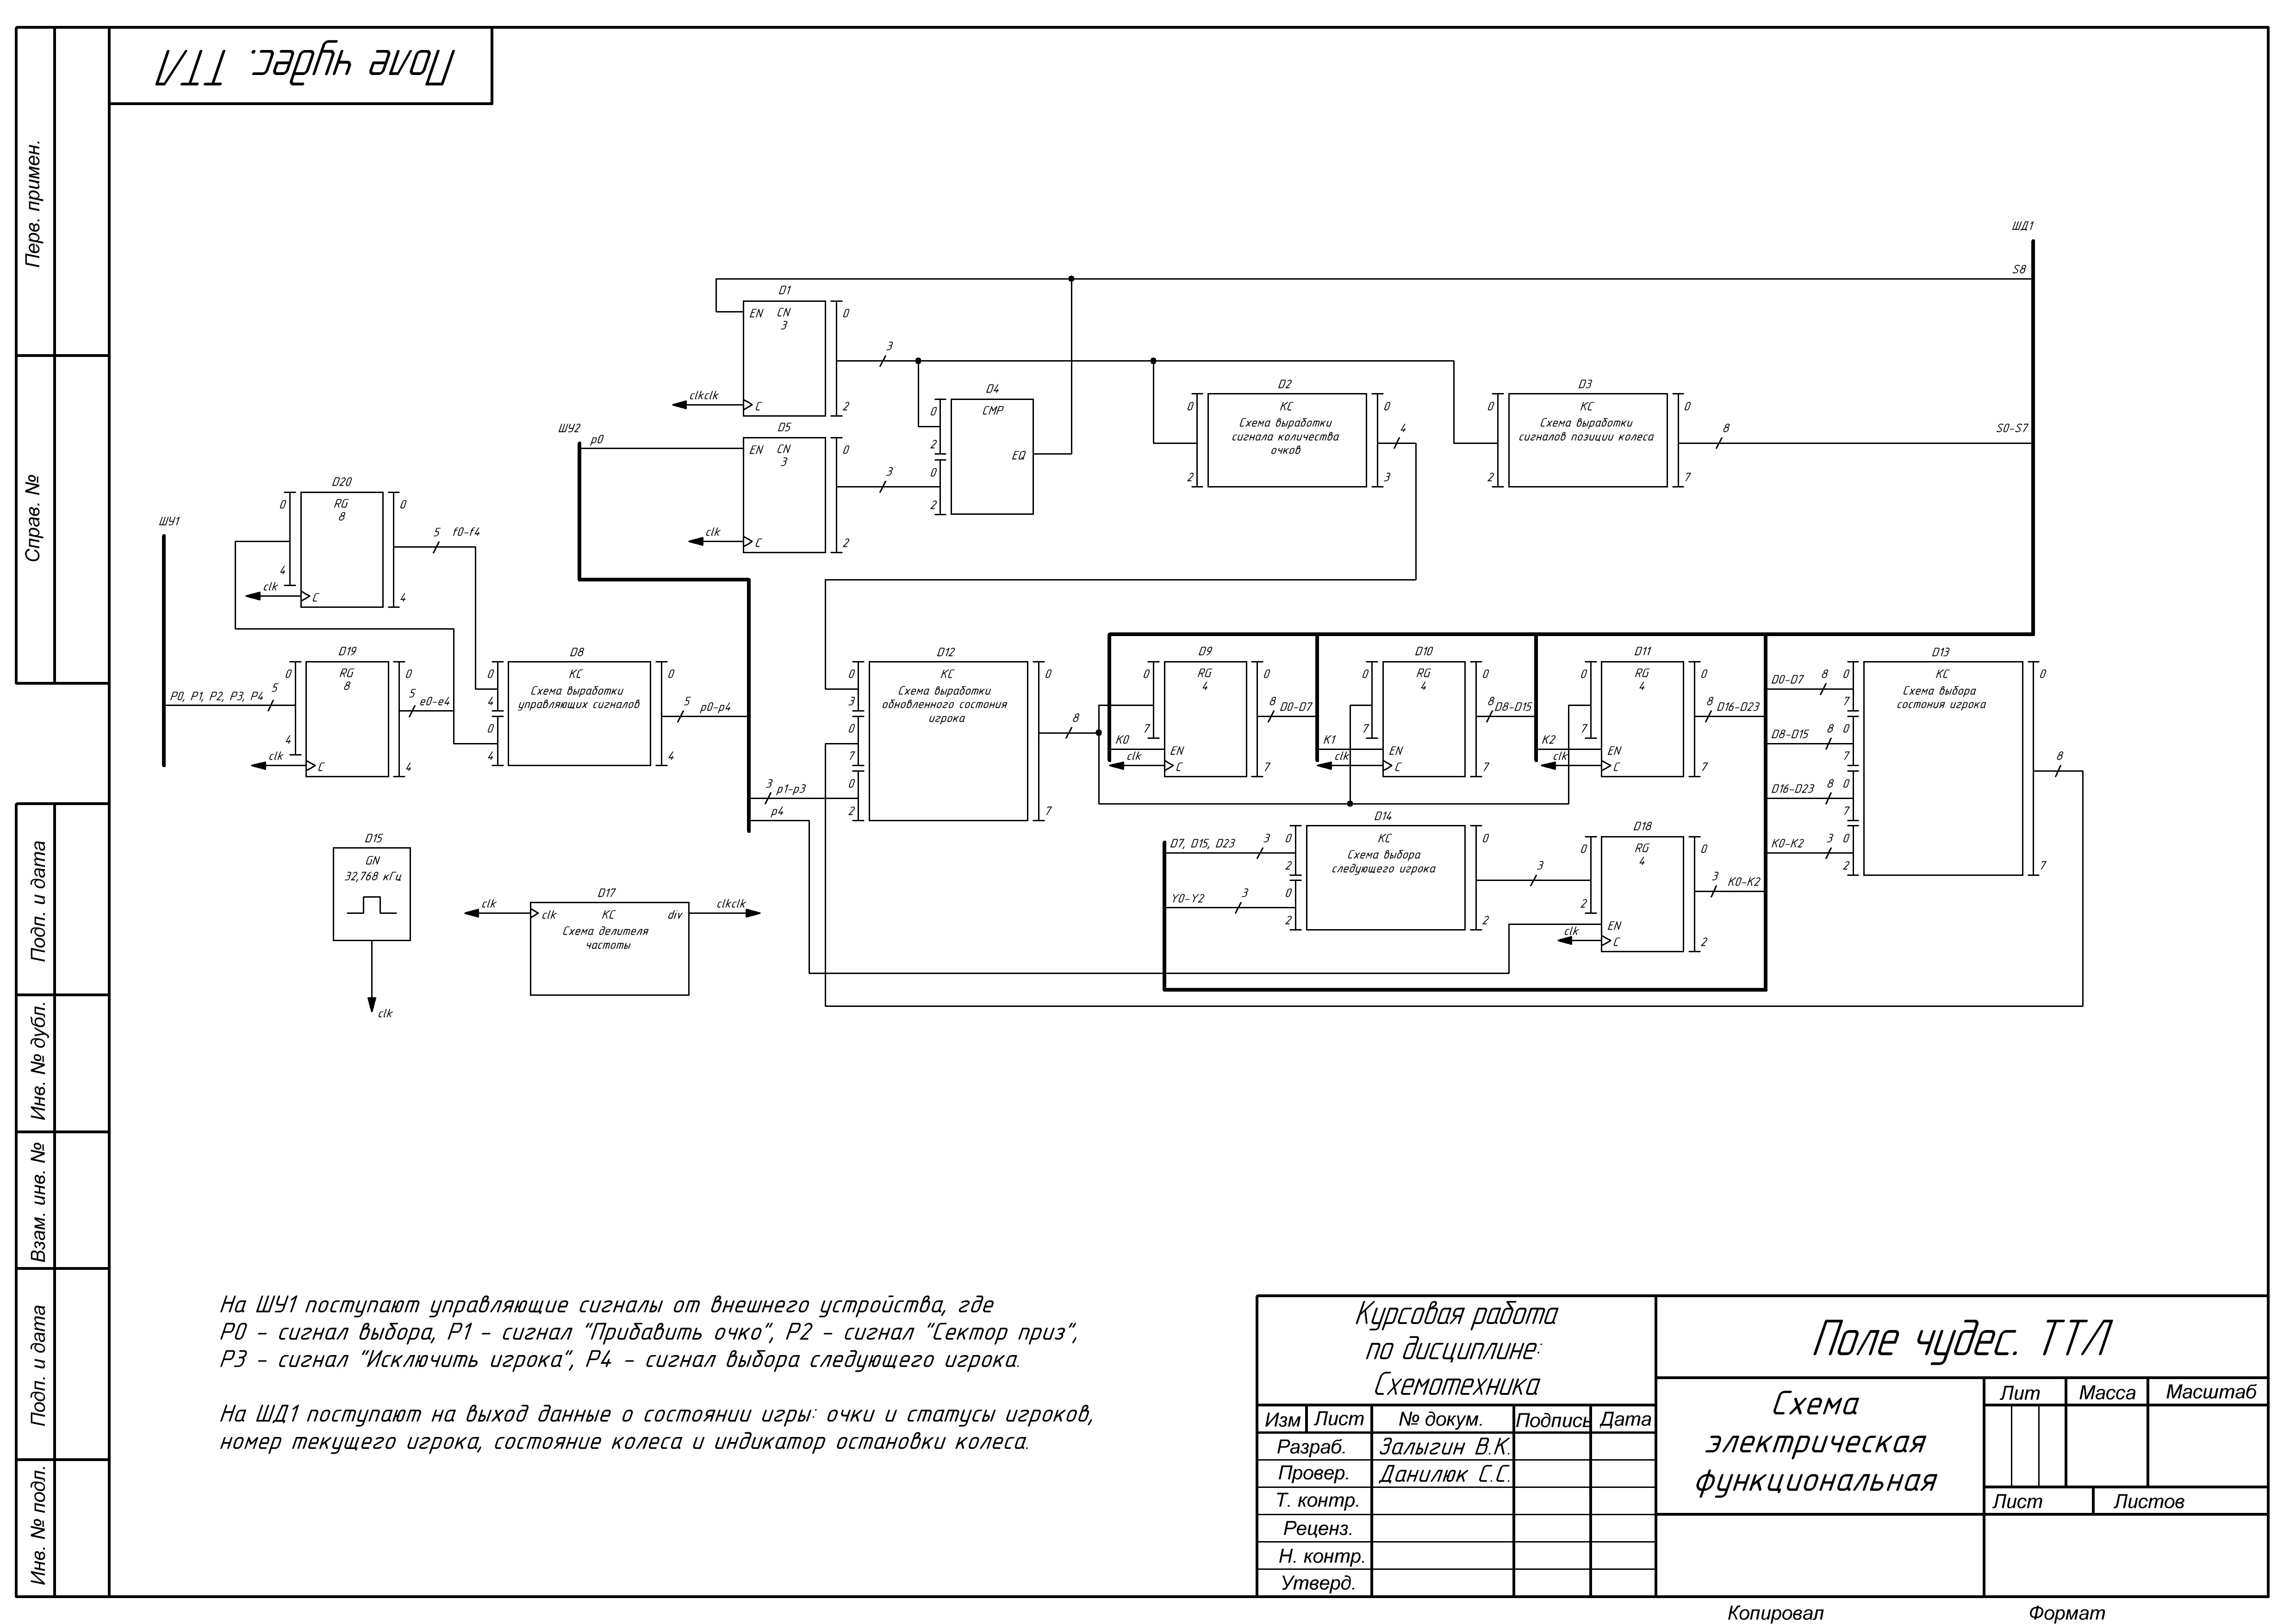 Поле чудес. ТТЛ
Перв. примен.
Справ. №
Подп. и дата
Инв. № дубл.
Взам. инв. №
Подп. и дата
Инв. № подл.
ШД1
S8
D1
EN CN
3
0
2
C
clkclk
3
D4
CMP
0
2
0
2
EQ
D2
КС
Схема выработки
сигнала количества
очков
0
2
0
3
4
D3
КС
Схема выработки
сигналов позиции колеса
0
2
0
7
8
S0-S7
ШУ2
p0
D5
EN CN
3
0
2
C
clk
3
ШУ1
D20
RG
8
0
4
0
4
C
clk
5 f0-f4
D19
RG
8
0
4
0
4
C
clk
P0, P1, P2, P3, P4
5
5
e0-e4
D8
КС
Схема выработки
управляющих сигналов
0
4
0
4
0
4
5 p0-p4
3 p1-p3
p4
D12
КС
Схема выработки
обновленного состония
игрока
0
3
0
7
0
2
0
7
8
D9
RG
4
0
7
0
7
K0
EN
clk
C
8 D0-D7
D10
RG
4
0
7
0
7
K1
EN
clk
C
8 D8-D15
D11
RG
4
0
7
0
7
K2
EN
clk
C
8 D16-D23
D13
КС
Схема выбора
состония игрока
D0-D7 8
0
7
D8-D15 8
0
7
D16-D23 8
0
7
K0-K2 3
0
2
0
7
8
D14
КС
Схема выбора
следующего игрока
D7, D15, D23 3
0
2
Y0-Y2 3
0
2
0
2
3
D18
RG
4
0
2
0
2
EN
clk
C
3 K0-K2
D15
GN
32,768 кГц
clk
D17
clk
clk КС div
clkclk
Схема делителя
частоты
На ШУ1 поступают управляющие сигналы от внешнего устройства, где
P0 - сигнал выбора, P1 - сигнал "Прибавить очко", P2 - сигнал "Сектор приз",
P3 - сигнал "Исключить игрока", P4 - сигнал выбора следующего игрока.
На ШД1 поступают на выход данные о состоянии игры: очки и статусы игроков,
номер текущего игрока, состояние колеса и индикатор остановки колеса.
Курсовая работа
по дисциплине:
Схемотехника
Поле чудес. ТТЛ
Схема
электрическая
функциональная
Лит Масса Масштаб
Лист Листов
Изм Лист № докум. Подпись Дата
Разраб. Залыгин В.К.
Провер. Данилюк С.С.
Т. контр.
Реценз.
Н. контр.
Утверд.
Копировал Формат